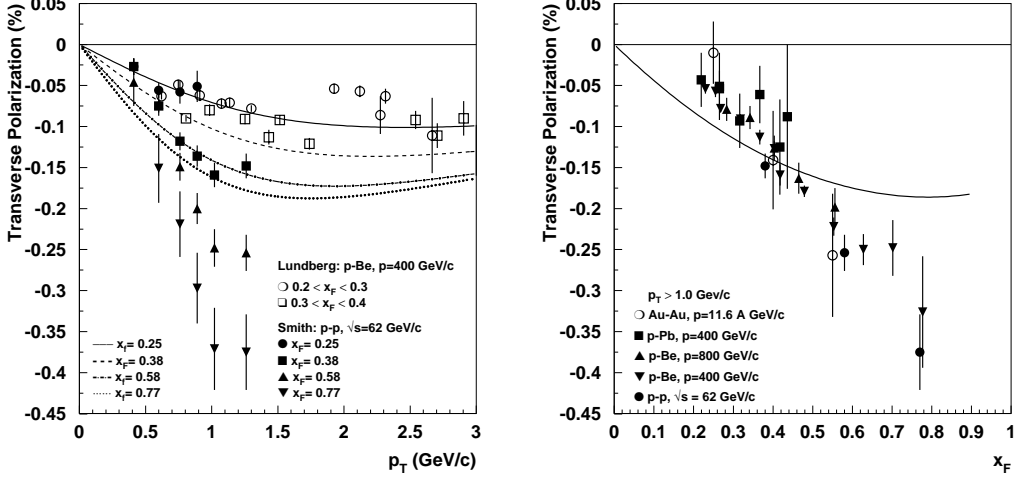 Transverse Polarization (%)
0.05
0
-0.05
-0.1
-0.15
-0.2
-0.25
-0.3
-0.35
-0.4
-0.45
0 0.5 1 1.5 2 2.5 3
p_T (GeV/c)
Lundberg: p-Be, p=400 GeV/c
0.2 < x_F < 0.3
0.3 < x_F < 0.4
Smith: p-p, √s=62 GeV/c
x_F= 0.25
x_F= 0.38
x_F= 0.58
x_F= 0.77
x_f= 0.25
x_F= 0.38
x_f= 0.58
x_f= 0.77
Transverse Polarization (%)
0.05
0
-0.05
-0.1
-0.15
-0.2
-0.25
-0.3
-0.35
-0.4
-0.45
0 0.1 0.2 0.3 0.4 0.5 0.6 0.7 0.8 0.9 1
x_F
p_T > 1.0 Gev/c
Au-Au, p=11.6 A GeV/c
p-Pb, p=400 GeV/c
p-Be, p=800 GeV/c
p-Be, p=400 GeV/c
p-p, √s = 62 GeV/c